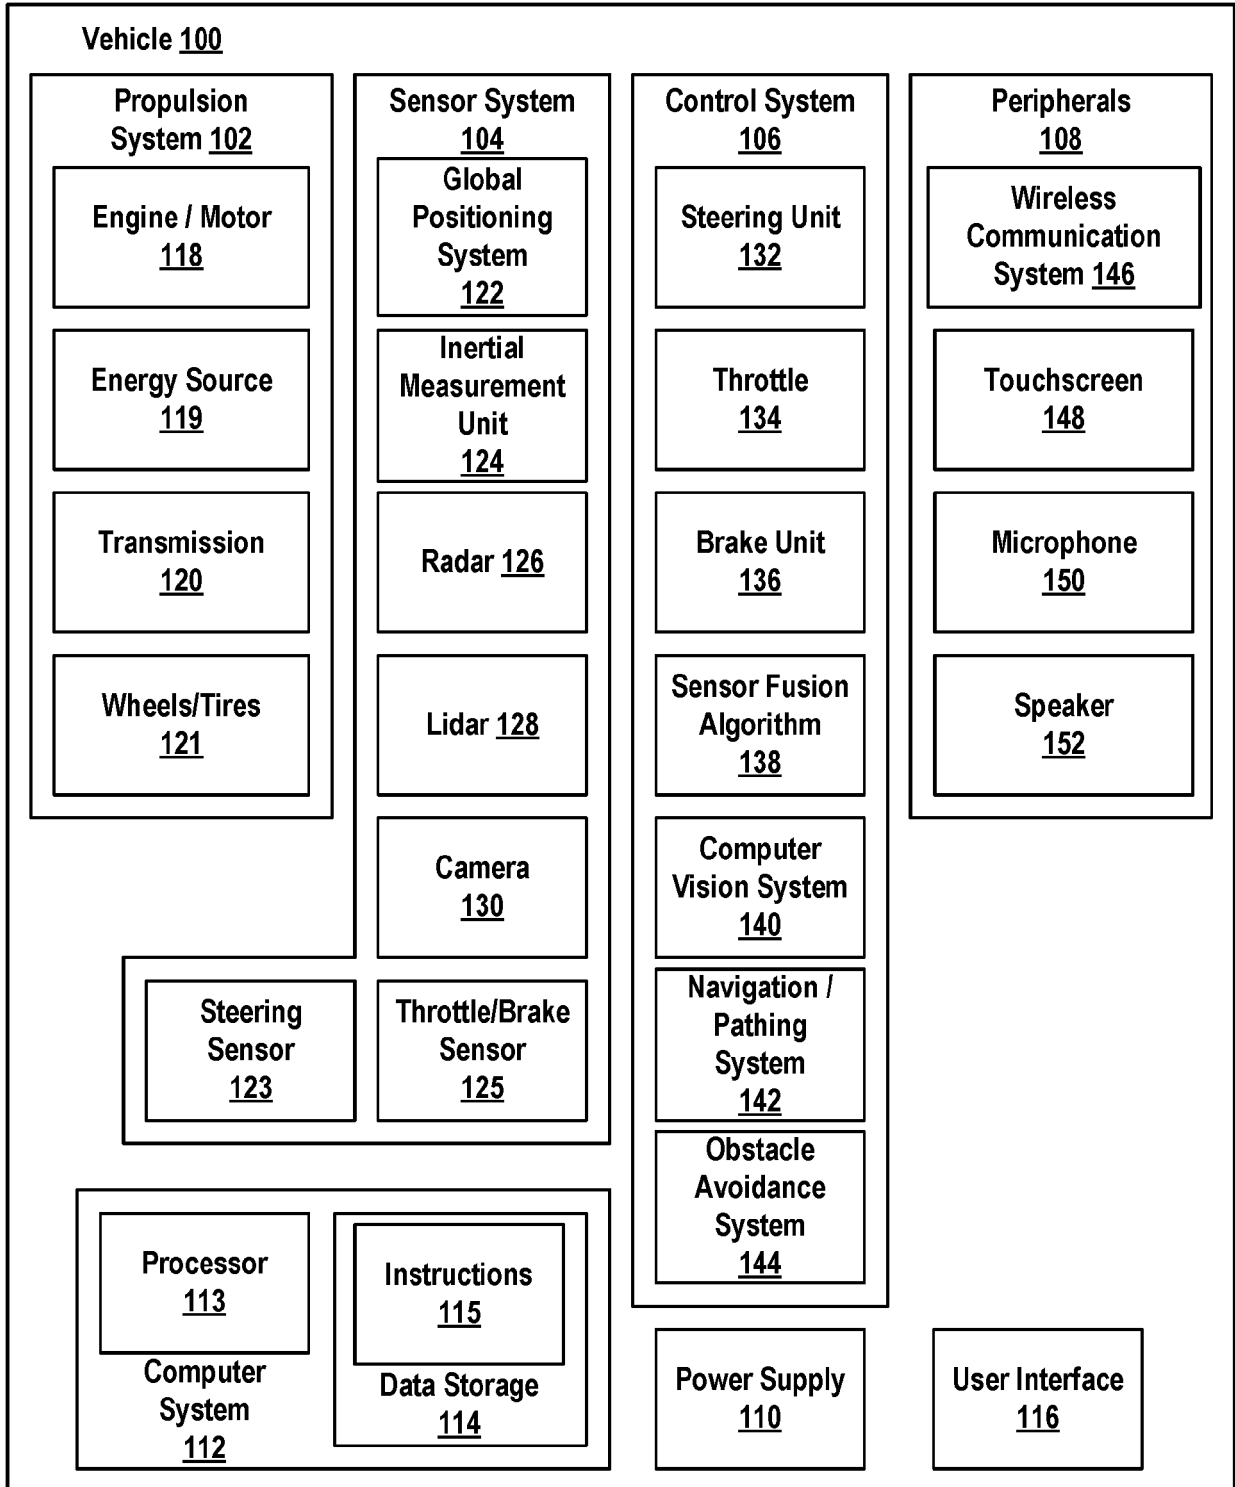 Vehicle 100
Propulsion
System 102
Engine / Motor
118
Energy Source
119
Transmission
120
Wheels/Tires
121
Sensor System
104
Global
Positioning
System
122
Inertial
Measurement
Unit
124
Radar 126
Lidar 128
Camera
130
Steering
Sensor
123
Throttle/Brake
Sensor
125
Control System
106
Steering Unit
132
Throttle
134
Brake Unit
136
Sensor Fusion
Algorithm
138
Computer
Vision System
140
Navigation /
Pathing
System
142
Obstacle
Avoidance
System
144
Peripherals
108
Wireless
Communication
System 146
Touchscreen
148
Microphone
150
Speaker
152
Processor
113
Computer
System
112
Instructions
115
Data Storage
114
Power Supply
110
User Interface
116